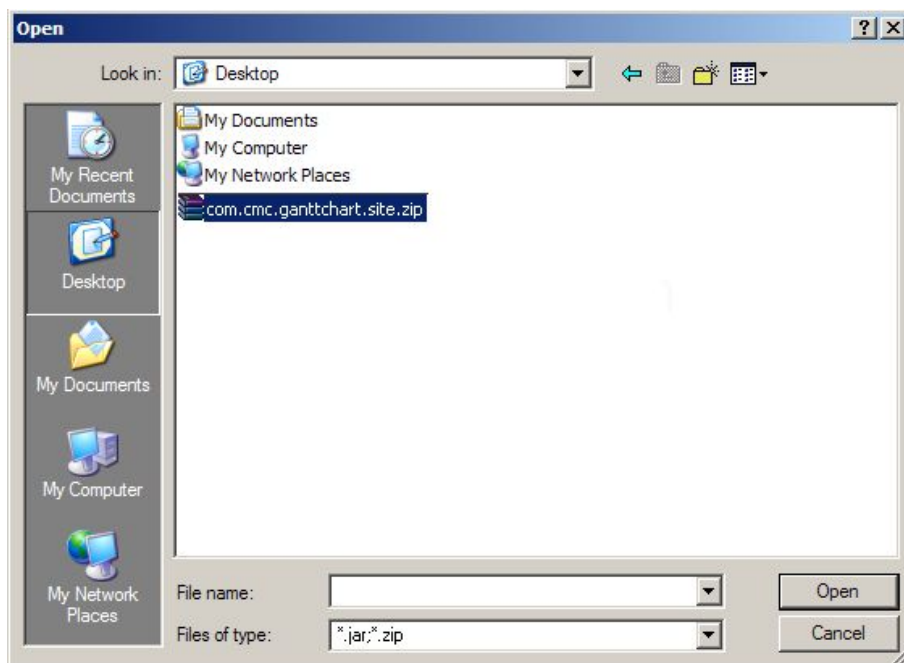 Open
Look in:
Desktop
My Recent
Documents
Desktop
My Documents
My Computer
My Network
Places
My Documents
My Computer
My Network Places
com.cmc.ganttchart.site.zip
File name:
Open
Files of type:
*.jar;*.zip
Cancel